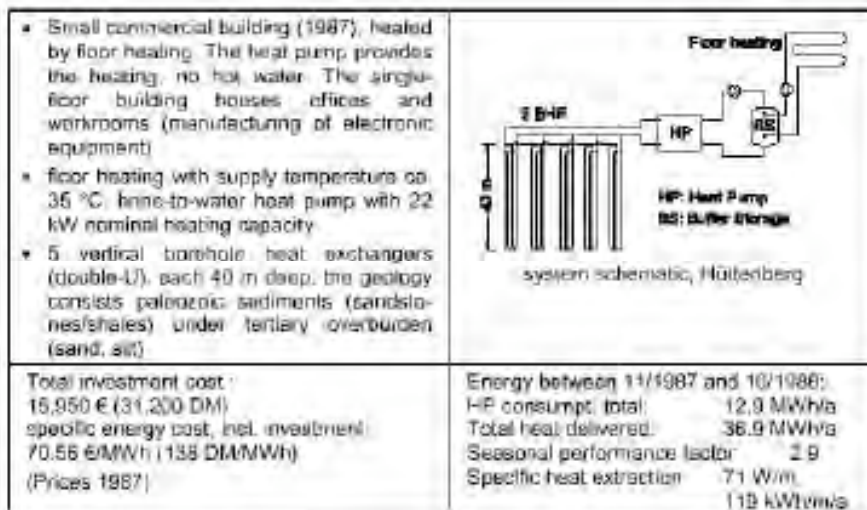 • Small commercial building (1987), heated
by floor heating. The heat pump provides
the heating, no hot water. The single-
floor building houses offices and
workrooms (manufacturing of electronic
equipment)
• floor heating with supply temperature ca.
35 °C, brine-to-water heat pump with 22
kW nominal heating capacity
• 5 vertical borehole heat exchangers
(double-U), each 40 m deep, the geology
consists paleozoic sediments (sandsto-
nes/shales) under tertiary overburden
(sand, silt)
Floor heating
BHE
HP
BS
HP: Heat Pump
BS: Buffer Storage
system schematic, Hüttenberg
Total investment cost:
15,950 € (31,200 DM)
specific energy cost, incl. investment:
70.56 €/MWh (138 DM/MWh)
(Prices 1987)
Energy between 11/1987 and 10/1988:
HP consumpt. total: 12.9 MWh/a
Total heat delivered: 36.9 MWh/a
Seasonal performance factor 2.9
Specific heat extraction 71 W/m
119 kWh/m/a